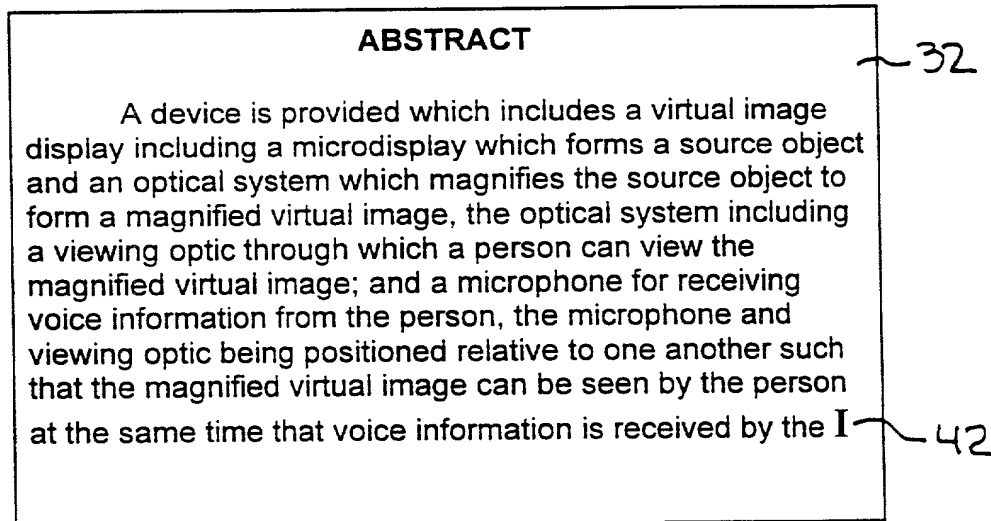 ABSTRACT
32
A device is provided which includes a virtual image
display including a microdisplay which forms a source object
and an optical system which magnifies the source object to
form a magnified virtual image, the optical system including
a viewing optic through which a person can view the
magnified virtual image; and a microphone for receiving
voice information from the person, the microphone and
viewing optic being positioned relative to one another such
that the magnified virtual image can be seen by the person
at the same time that voice information is received by the I
42